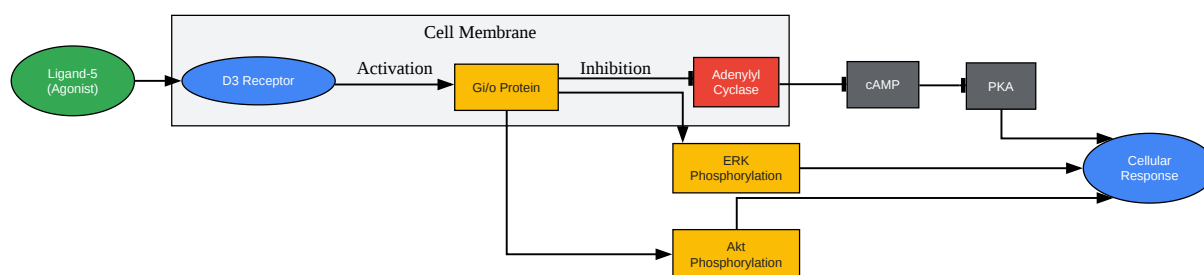 Cell Membrane
Ligand-5
(Agonist)
D3 Receptor
Activation
Gi/o Protein
Inhibition
Adenylyl
Cyclase
cAMP
PKA
ERK
Phosphorylation
Cellular
Response
Akt
Phosphorylation